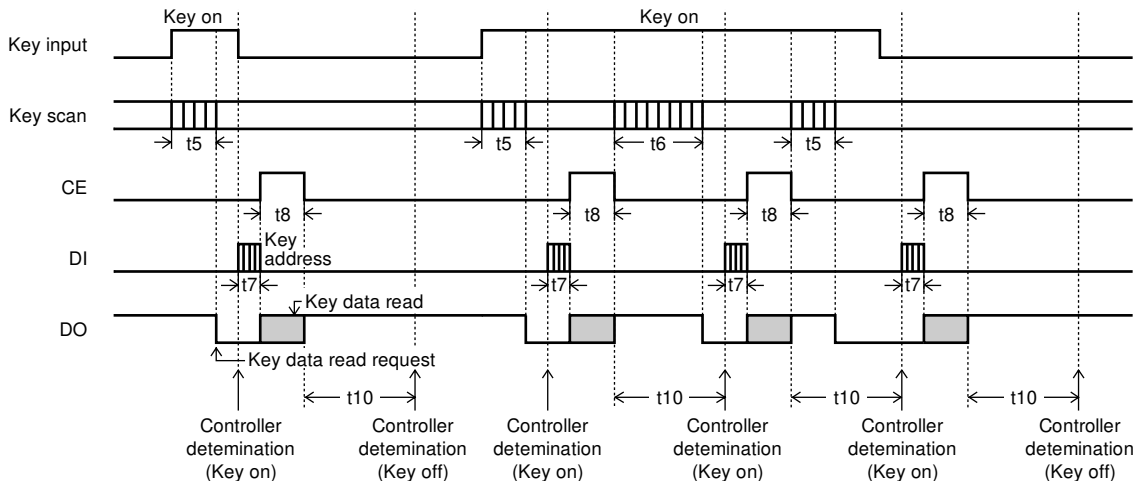 Key on
Key on
Key input
Key scan
t5
t5
t6
t5
CE
t8
t8
t8
t8
DI
Key
address
t7
t7
t7
t7
Key data read
DO
Key data read request
t10
t10
t10
t10
Controller
detemination
(Key on)
Controller
detemination
(Key off)
Controller
detemination
(Key on)
Controller
detemination
(Key on)
Controller
detemination
(Key on)
Controller
detemination
(Key off)